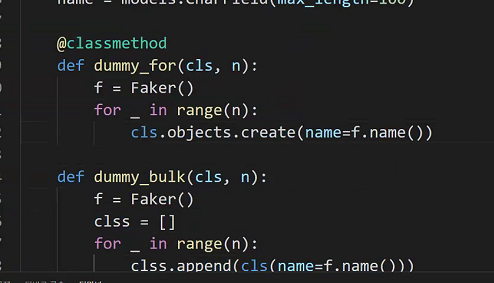 name = models.CharField(max_length=100)
@classmethod
def dummy_for(cls, n):
f = Faker()
for _ in range(n):
cls.objects.create(name=f.name())
def dummy_bulk(cls, n):
f = Faker()
clss = []
for _ in range(n):
clss.append(cls(name=f.name()))